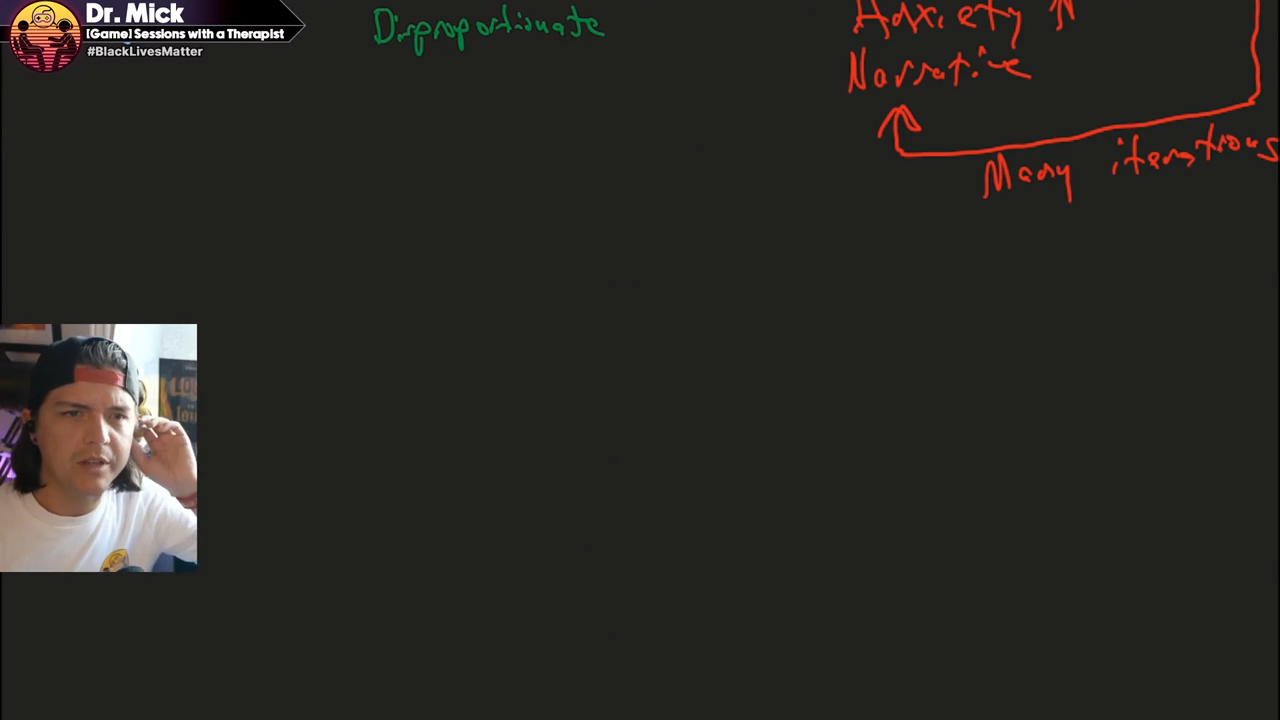 Dr. Mick
[Game] Sessions with a Therapist
#BlackLivesMatter
Disproportionate
Anxiety ↑
Narrative
Many iterations